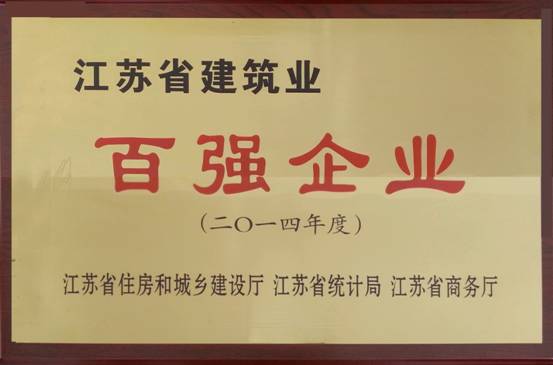 江苏省建筑业
百强企业
(二〇一四年度)
江苏省住房和城乡建设厅 江苏省统计局 江苏省商务厅